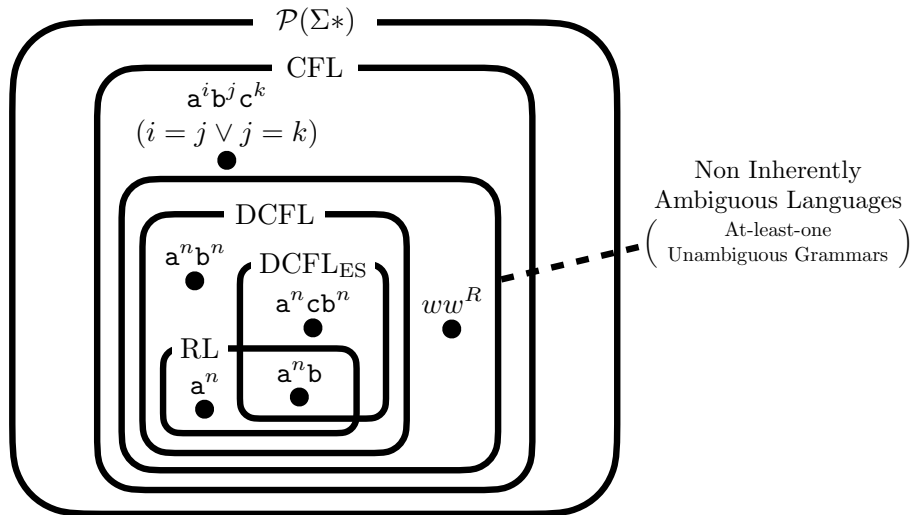 𝒫(Σ∗)
CFL
aⁱbʲcᵏ
(i = j ∨ j = k)
Non Inherently
Ambiguous Languages
( At-least-one
Unambiguous Grammars )
DCFL
aⁿbⁿ
DCFL_ES
aⁿcbⁿ
wwᴿ
RL
aⁿ
aⁿb